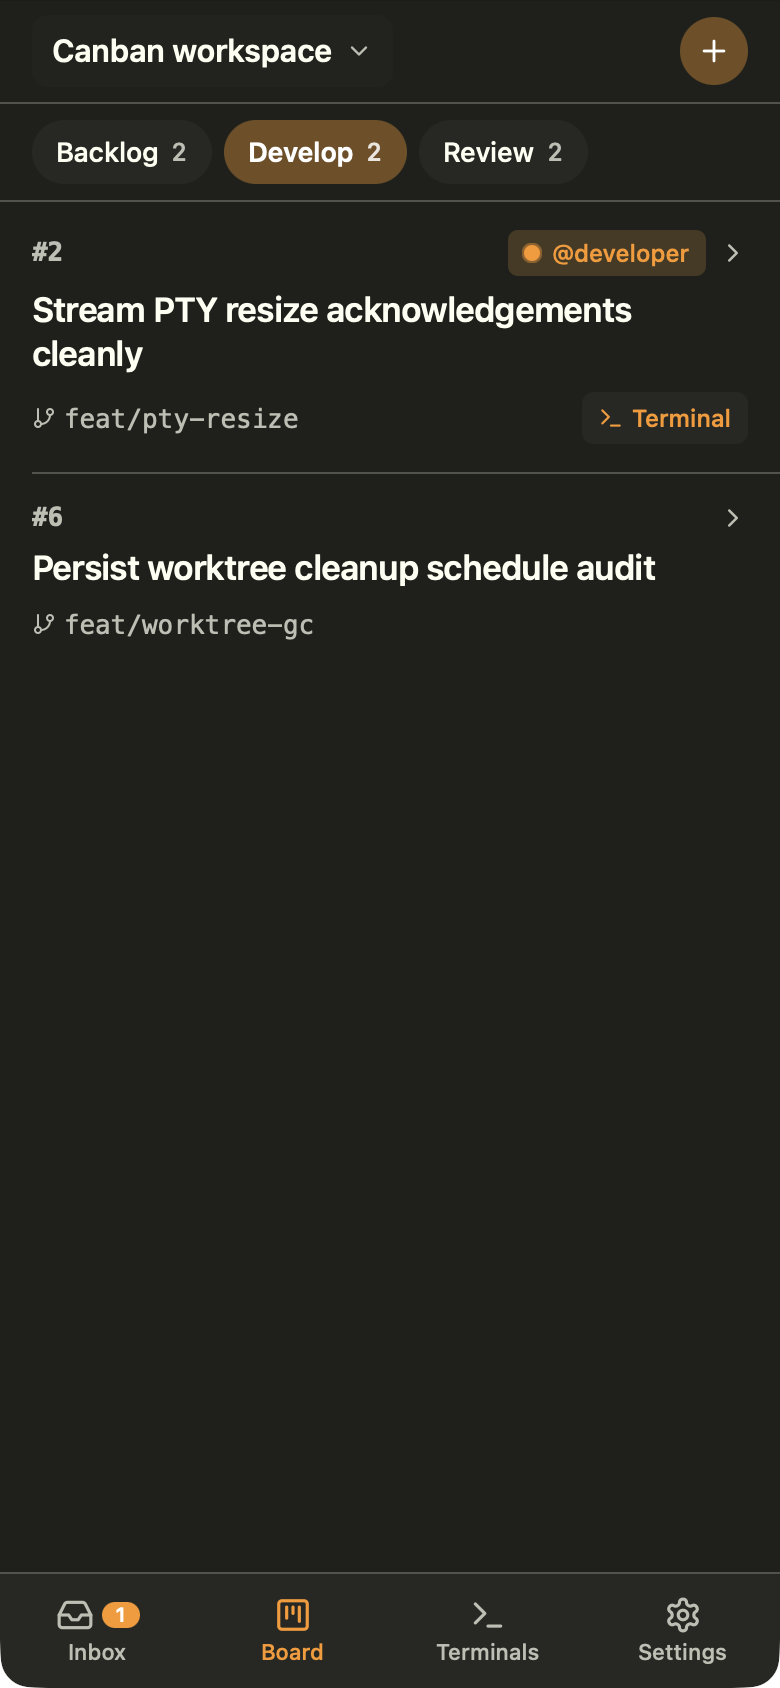 Canban workspace
Backlog 2 Develop 2 Review 2
#2 @developer
Stream PTY resize acknowledgements
cleanly
feat/pty-resize Terminal
#6
Persist worktree cleanup schedule audit
feat/worktree-gc
1
Inbox Board Terminals Settings